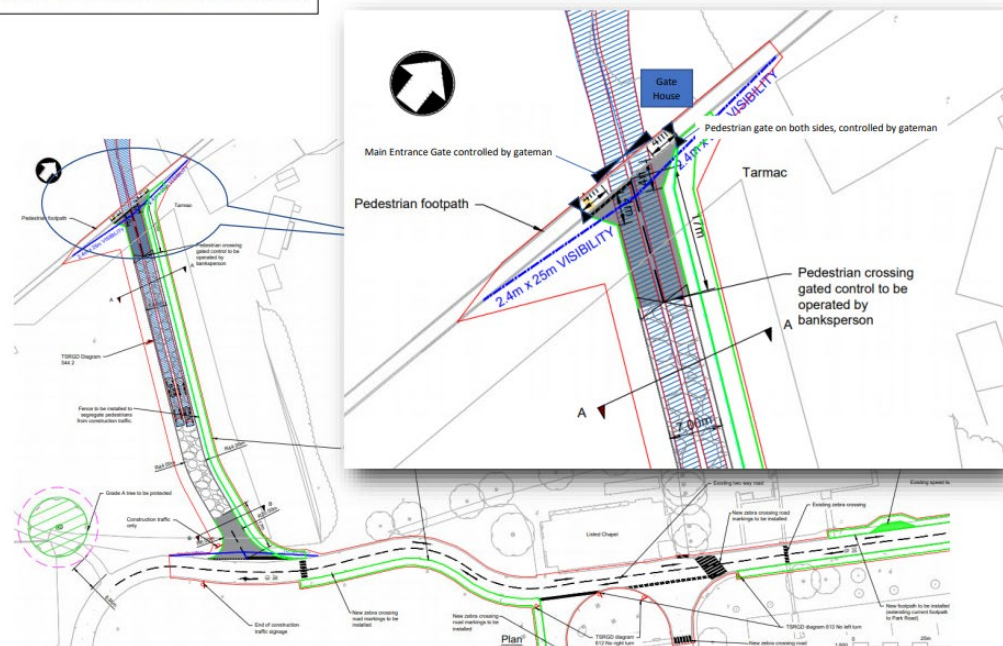 Gate
House
Pedestrian gate on both sides, controlled by gateman
Main Entrance Gate controlled by gateman
4m
4m
2.4m x
VISIBILITY
Tarmac
Pedestrian footpath
17m
2.4m x 25m VISIBILITY
Pedestrian crossing
gated control to be
operated by
banksperson
A
A
7.00m
Pedestrian footpath
Tarmac
Pedestrian crossing
gated control to be
operated by
banksperson
A
A
TSRGD Diagram
544.2
Fence to be installed to
segregate pedestrians
from construction traffic.
Grade A tree to be protected
Construction traffic
only
End of construction
traffic signage
New zebra crossing
road markings to be
installed
Existing two way road
Listed Chapel
New zebra crossing road
markings to be installed
Existing zebra crossing
Existing speed
New zebra crossing
road markings to be
installed
Plan
TSRGD diagram
612 No right turn
New zebra crossing road
TSRGD diagram 612 No left turn
New footpath to be installed
(extending current footpath
to Park Road)